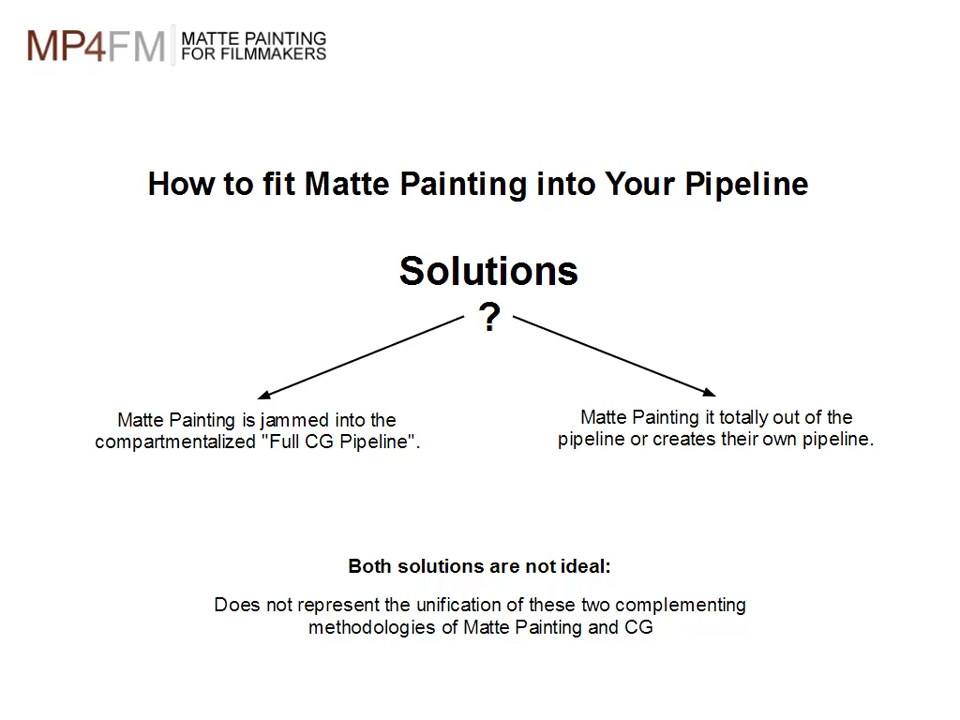 MP4FM MATTE PAINTING
FOR FILMMAKERS
How to fit Matte Painting into Your Pipeline
Solutions
?
Matte Painting is jammed into the
compartmentalized "Full CG Pipeline".
Matte Painting it totally out of the
pipeline or creates their own pipeline.
Both solutions are not ideal:
Does not represent the unification of these two complementing
methodologies of Matte Painting and CG